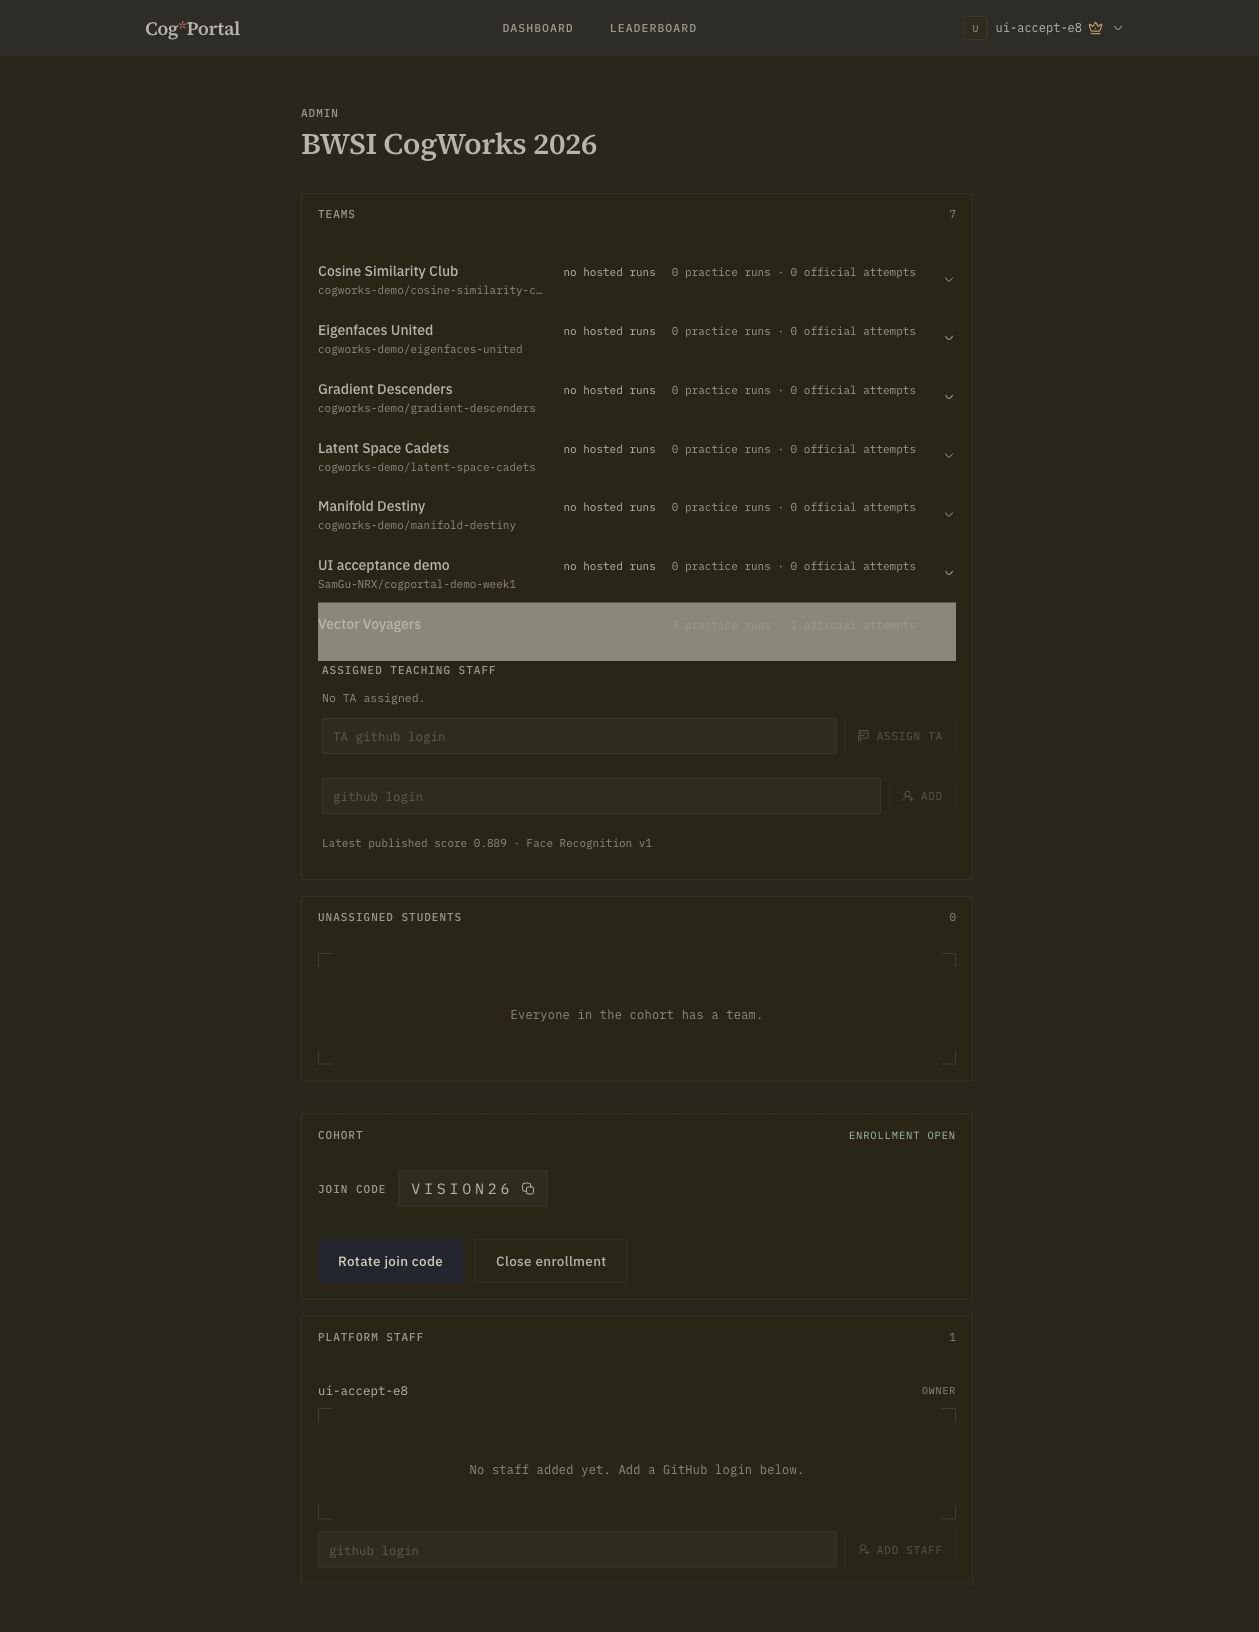 Cog*Portal
DASHBOARD LEADERBOARD
U ui-accept-e8
ADMIN
BWSI CogWorks 2026
TEAMS 7
Cosine Similarity Club no hosted runs 0 practice runs · 0 official attempts
cogworks-demo/cosine-similarity-c…
Eigenfaces United no hosted runs 0 practice runs · 0 official attempts
cogworks-demo/eigenfaces-united
Gradient Descenders no hosted runs 0 practice runs · 0 official attempts
cogworks-demo/gradient-descenders
Latent Space Cadets no hosted runs 0 practice runs · 0 official attempts
cogworks-demo/latent-space-cadets
Manifold Destiny no hosted runs 0 practice runs · 0 official attempts
cogworks-demo/manifold-destiny
UI acceptance demo no hosted runs 0 practice runs · 0 official attempts
SamGu-NRX/cogportal-demo-week1
Vector Voyagers 3 practice runs · 1 official attempts
ASSIGNED TEACHING STAFF
No TA assigned.
TA github login ASSIGN TA
github login ADD
Latest published score 0.889 · Face Recognition v1
UNASSIGNED STUDENTS 0
Everyone in the cohort has a team.
COHORT ENROLLMENT OPEN
JOIN CODE VISION26
Rotate join code Close enrollment
PLATFORM STAFF 1
ui-accept-e8 OWNER
No staff added yet. Add a GitHub login below.
github login ADD STAFF